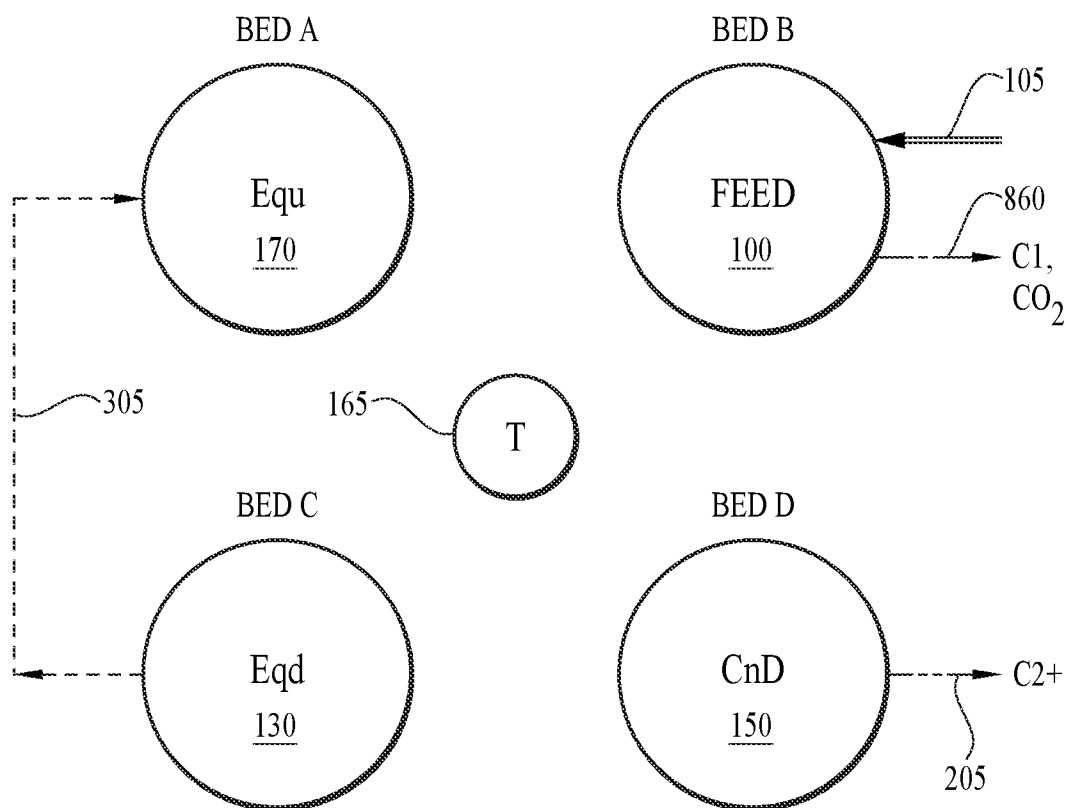 BED A
BED B
105
Equ
170
FEED
100
860
C1,
CO2
305
165
T
BED C
BED D
Eqd
130
CnD
150
C2+
205